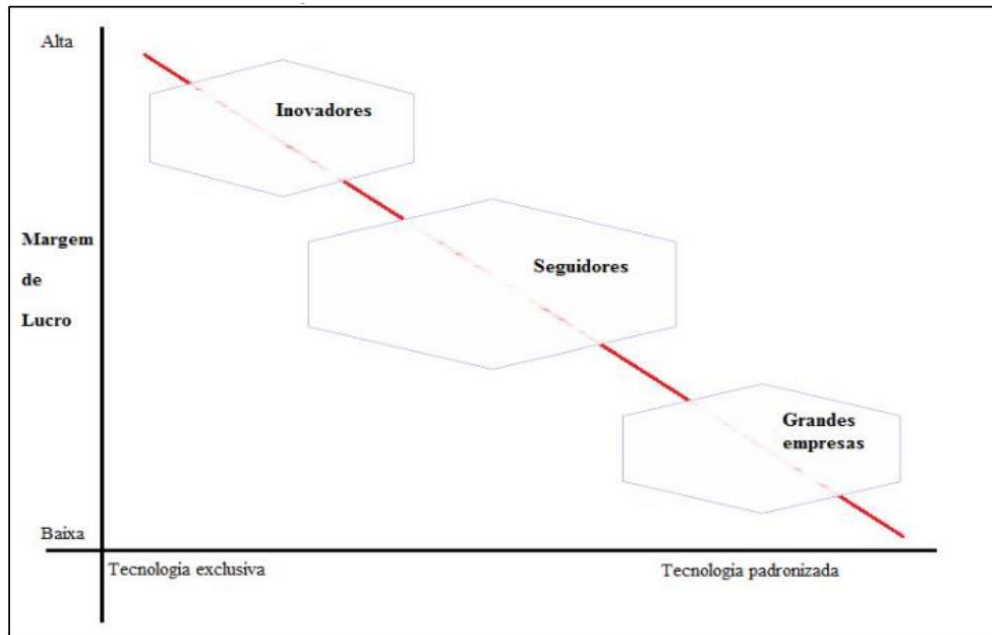 Alta
Inovadores
Margem
de
Lucro
Seguidores
Grandes
empresas
Baixa
Tecnologia exclusiva
Tecnologia padronizada